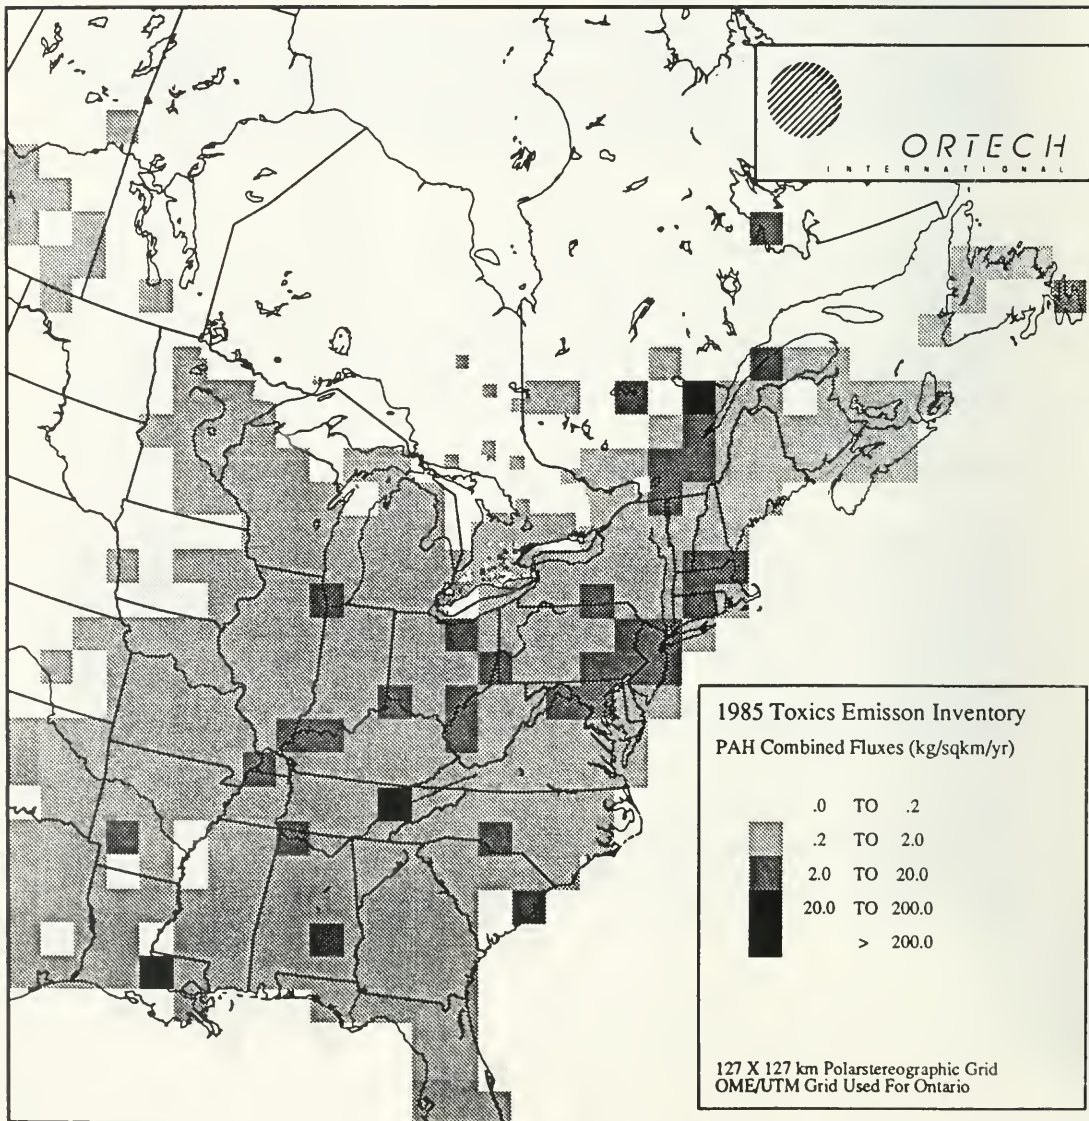 ORTECH
INTERNATIONAL
1985 Toxics Emisson Inventory
PAH Combined Fluxes (kg/sqkm/yr)
.0 TO .2
.2 TO 2.0
2.0 TO 20.0
20.0 TO 200.0
> 200.0
127 X 127 km Polarstereographic Grid
OME/UTM Grid Used For Ontario